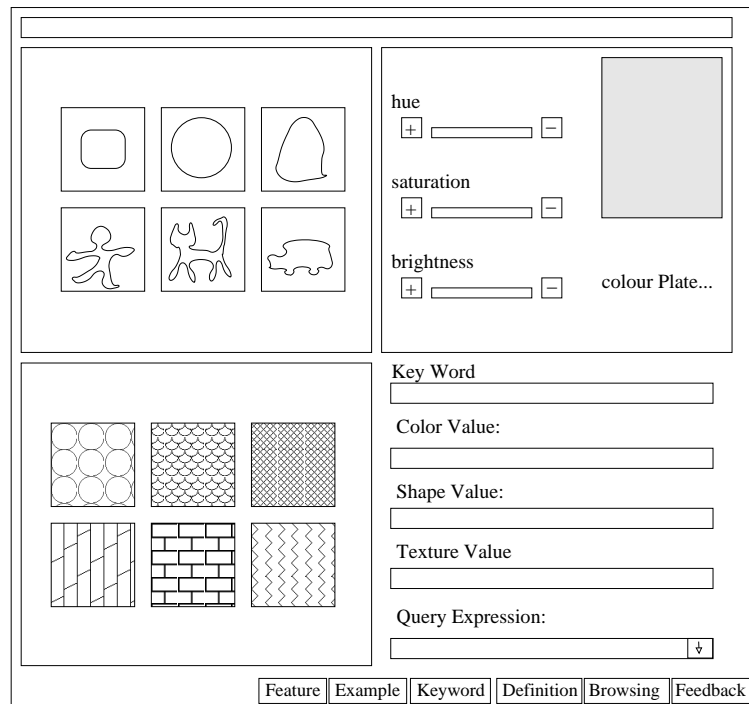 hue
+ −
saturation
+ −
brightness
+ −
colour Plate...
Key Word
Color Value:
Shape Value:
Texture Value
Query Expression:
Feature Example Keyword Definition Browsing Feedback